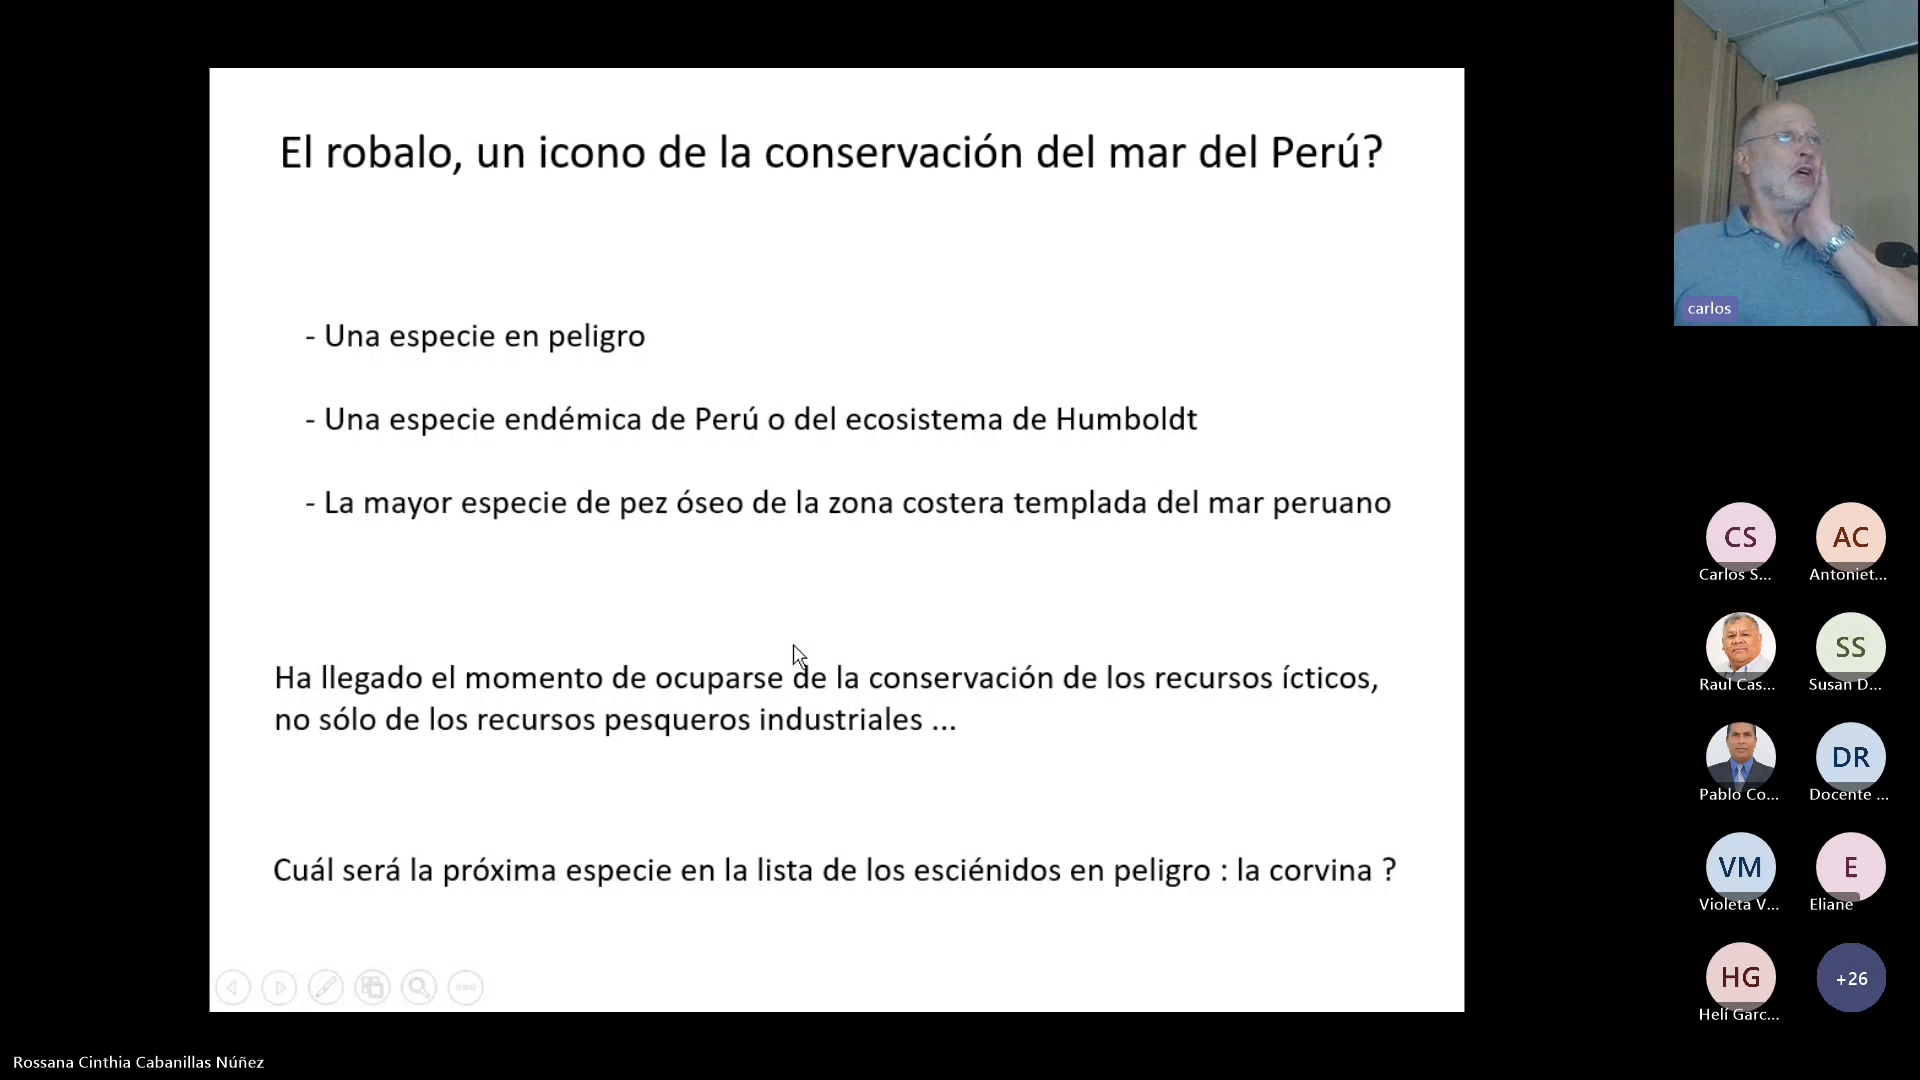 El robalo, un icono de la conservación del mar del Perú?
- Una especie en peligro
- Una especie endémica de Perú o del ecosistema de Humboldt
- La mayor especie de pez óseo de la zona costera templada del mar peruano
Ha llegado el momento de ocuparse de la conservación de los recursos ícticos,
no sólo de los recursos pesqueros industriales ...
Cuál será la próxima especie en la lista de los esciénidos en peligro : la corvina ?
carlos
CS
AC
Carlos S...
Antoniet...
SS
Raul Cas...
Susan D...
DR
Pablo Co...
Docente ...
VM
E
Violeta V...
Eliane
HG
+26
Helí Garc...
Rossana Cinthia Cabanillas Núñez